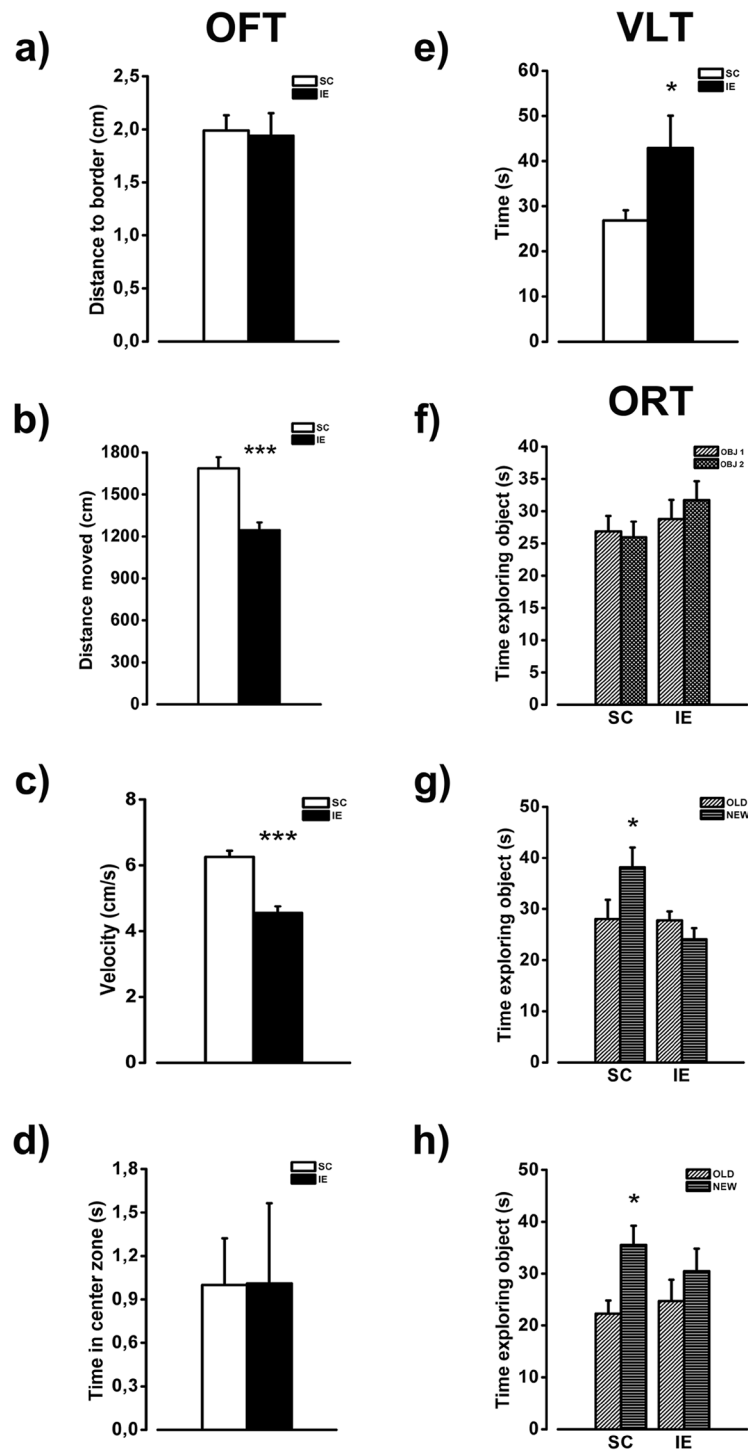 OFT
a)
SC
IE
2,5
2,0
1,5
1,0
0,5
0,0
Distance to border (cm)
b)
SC
IE
***
1800
1500
1200
900
600
300
0
Distance moved (cm)
c)
SC
IE
***
8
6
4
2
0
Velocity (cm/s)
d)
SC
IE
1,8
1,5
1,2
0,9
0,6
0,3
0,0
Time in center zone (s)
VLT
e)
SC
IE
*
60
50
40
30
20
10
0
Time (s)
ORT
f)
OBJ 1
OBJ 2
40
35
30
25
20
15
10
5
0
Time exploring object (s)
SC IE
g)
OLD
NEW
*
50
40
30
20
10
0
Time exploring object (s)
SC IE
h)
OLD
NEW
*
50
40
30
20
10
0
Time exploring object (s)
SC IE